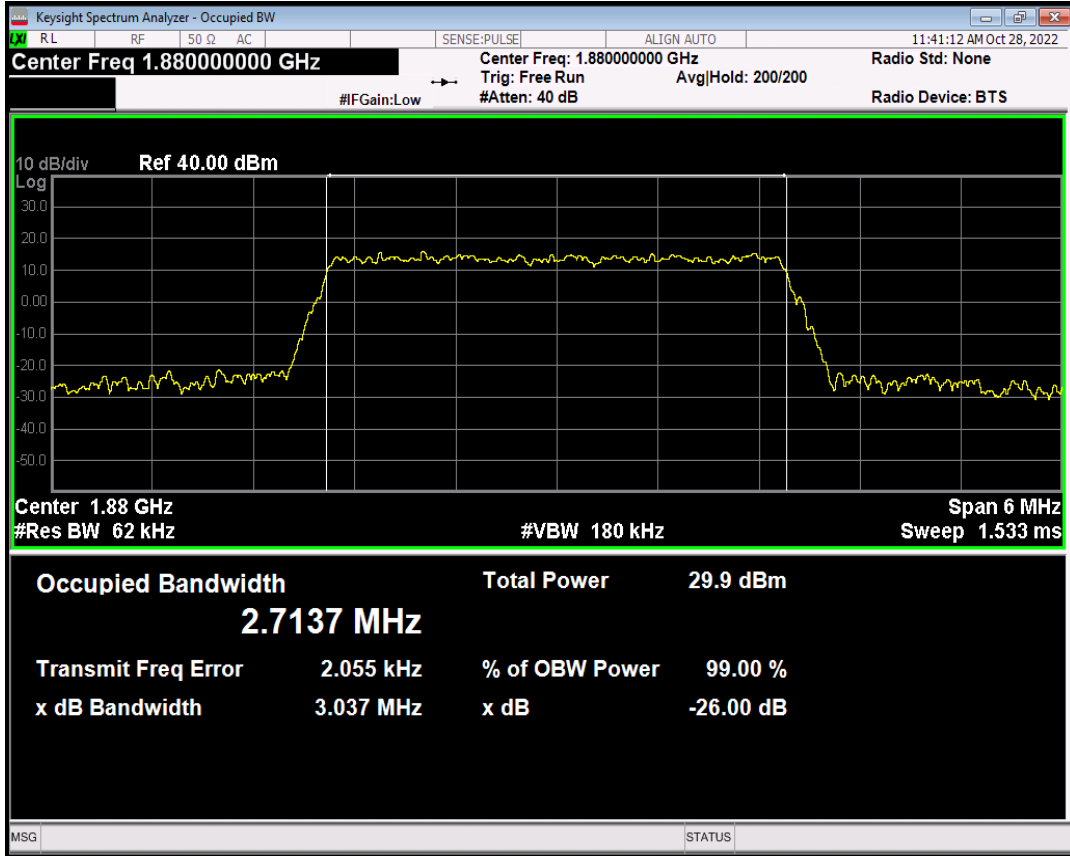 Keysight Spectrum Analyzer - Occupied BW
LXI RL RF 50 Ω AC SENSE:PULSE ALIGN AUTO 11:41:12 AM Oct 28, 2022
Center Freq 1.880000000 GHz Center Freq: 1.880000000 GHz Radio Std: None
Trig: Free Run Avg|Hold: 200/200
#IFGain:Low #Atten: 40 dB Radio Device: BTS
10 dB/div Ref 40.00 dBm
Log
30.0
20.0
10.0
0.00
-10.0
-20.0
-30.0
-40.0
-50.0
Center 1.88 GHz Span 6 MHz
#Res BW 62 kHz #VBW 180 kHz Sweep 1.533 ms
Occupied Bandwidth Total Power 29.9 dBm
2.7137 MHz
Transmit Freq Error 2.055 kHz % of OBW Power 99.00 %
x dB Bandwidth 3.037 MHz x dB -26.00 dB
MSG STATUS